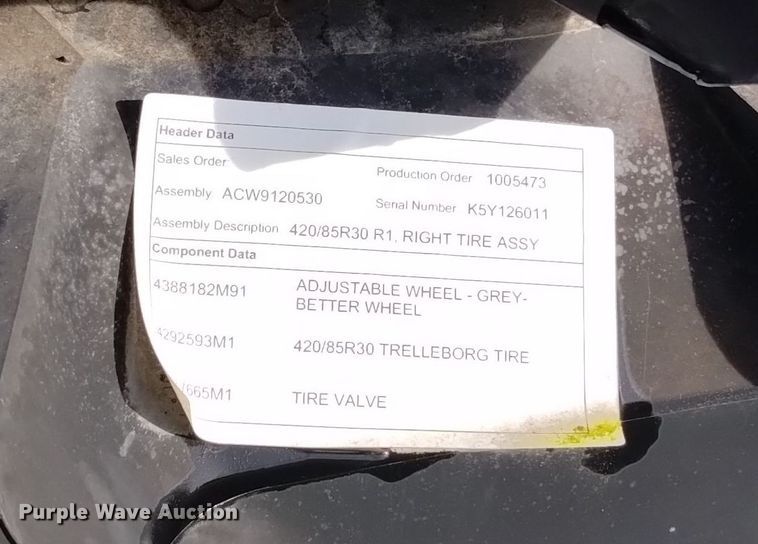 Header Data
Sales Order
Production Order 1005473
Assembly ACW9120530
Serial Number K5Y126011
Assembly Description 420/85R30 R1, RIGHT TIRE ASSY
Component Data
4388182M91 ADJUSTABLE WHEEL - GREY-
BETTER WHEEL
4292593M1 420/85R30 TRELLEBORG TIRE
TIRE VALVE
Purple Wave Auction